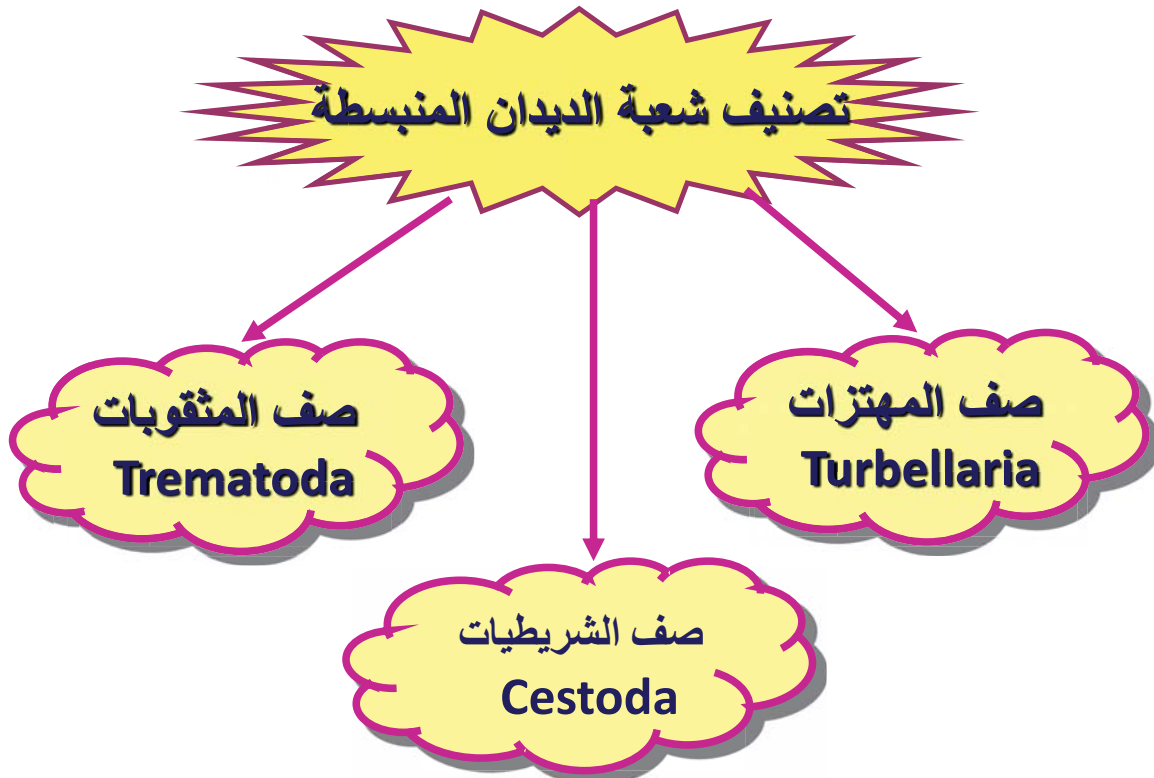 تصنيف شعبة الديدان المنبسطة
صف المهتزات
Turbellaria
صف المثقوبات
Trematoda
صف الشريطيات
Cestoda